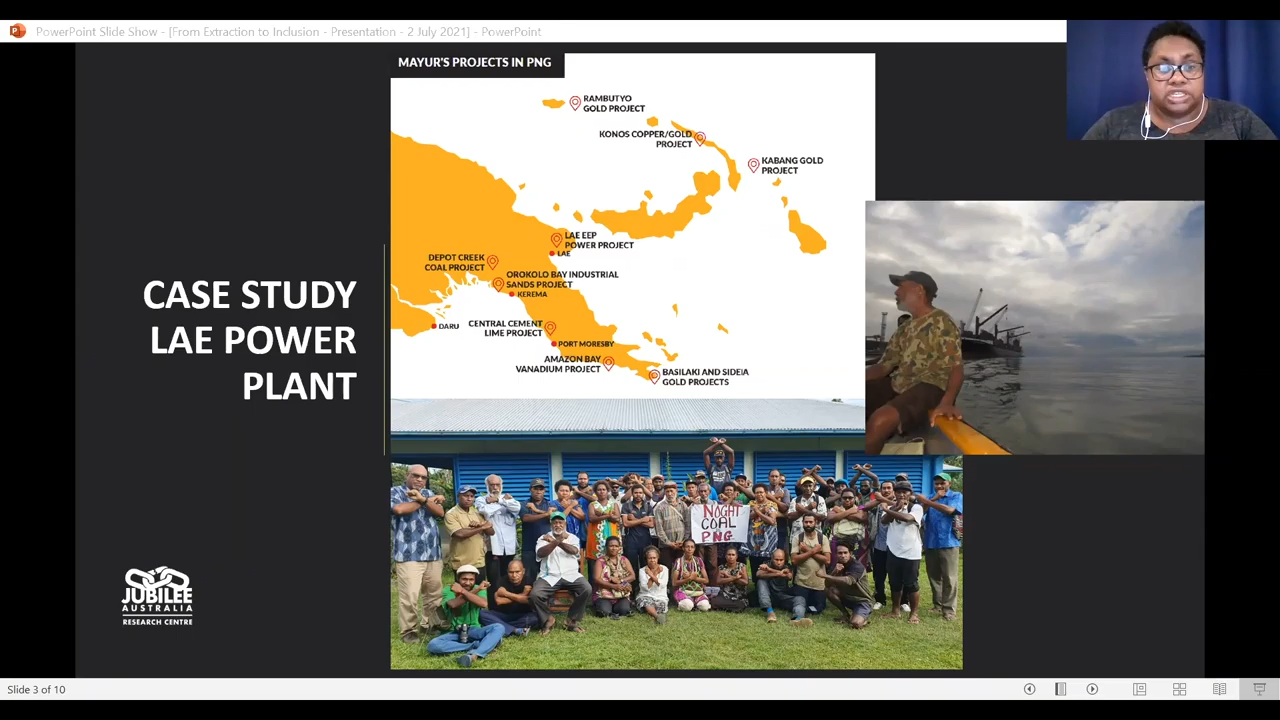 PowerPoint Slide Show - [From Extraction to Inclusion - Presentation - 2 July 2021] - PowerPoint
MAYUR'S PROJECTS IN PNG
RAMBUTYO
GOLD PROJECT
KONOS COPPER/GOLD
PROJECT
KABANG GOLD
PROJECT
LAE EEP
POWER PROJECT
LAE
DEPOT CREEK
COAL PROJECT
OROKOLO BAY INDUSTRIAL
SANDS PROJECT
KEREMA
DARU
CENTRAL CEMENT
LIME PROJECT
PORT MORESBY
AMAZON BAY
VANADIUM PROJECT
BASILAKI AND SIDEIA
GOLD PROJECTS
CASE STUDY
LAE POWER
PLANT
NOGAT
COAL
PNG
JUBILEE
AUSTRALIA
RESEARCH CENTRE
Slide 3 of 10